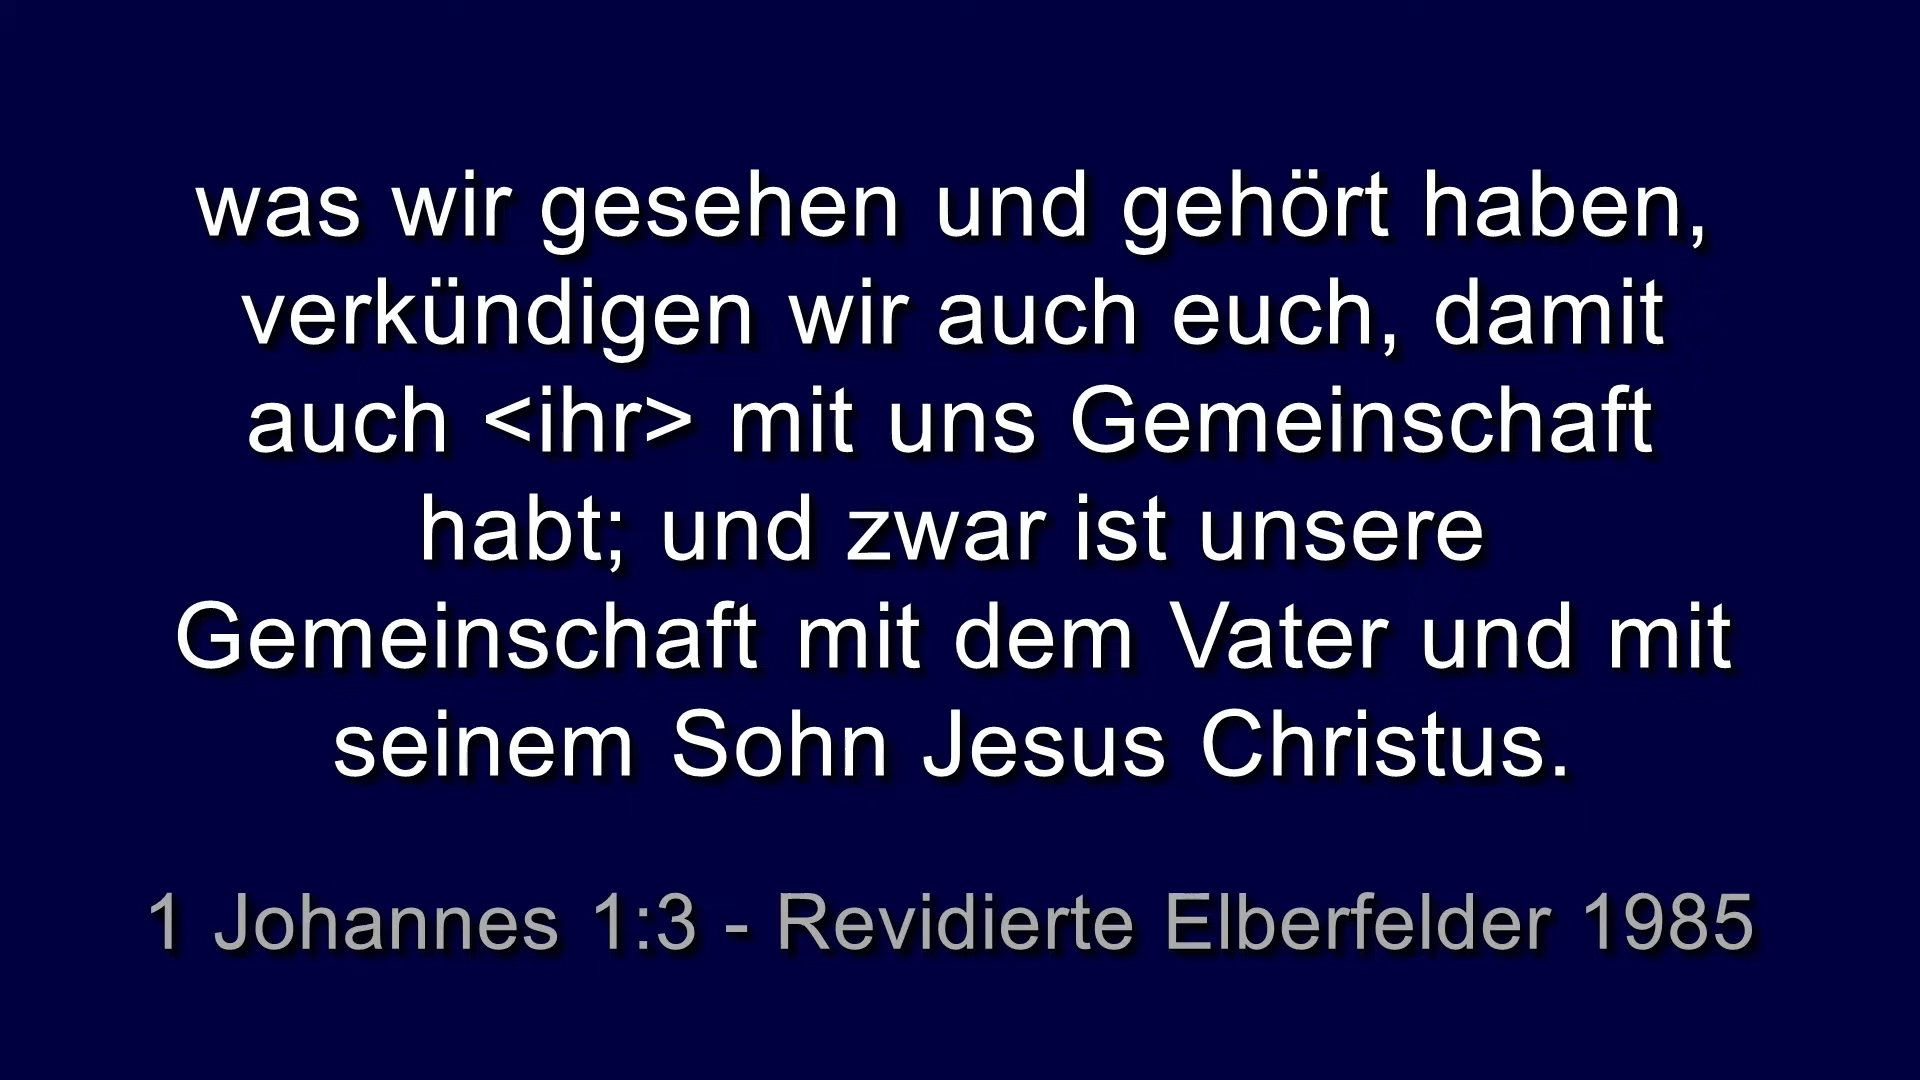 was wir gesehen und gehört haben,
verkündigen wir auch euch, damit
auch <ihr> mit uns Gemeinschaft
habt; und zwar ist unsere
Gemeinschaft mit dem Vater und mit
seinem Sohn Jesus Christus.
1 Johannes 1:3 - Revidierte Elberfelder 1985